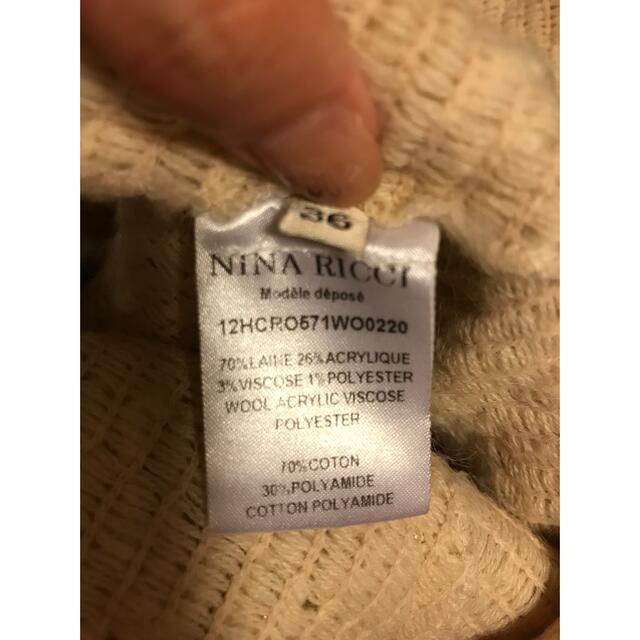 36
NiNA RICCI
Modèle déposé
12HCRO571WO0220
70%LAINE 26%ACRYLIQUE
3%VISCOSE 1%POLYESTER
WOOL ACRYLIC VISCOSE
POLYESTER
70%COTON
30%POLYAMIDE
COTTON POLYAMIDE